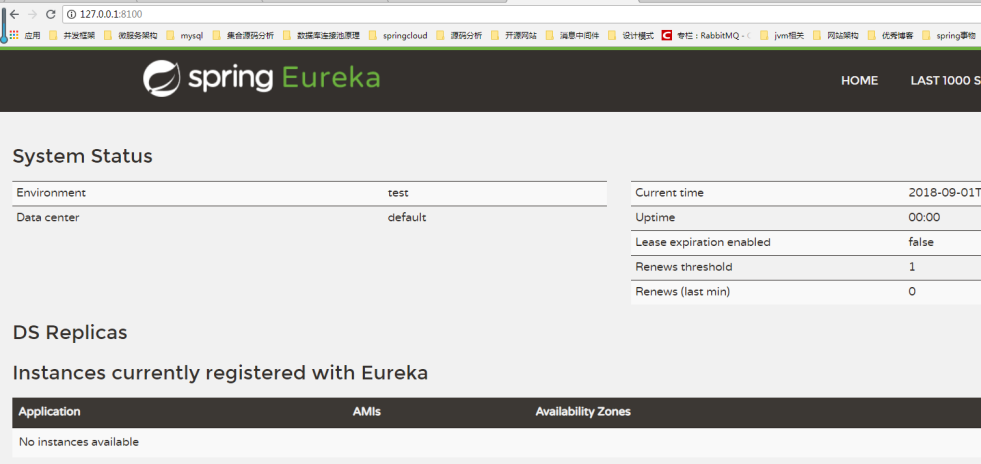 127.0.0.1:8100
应用 并发框架 微服务架构 mysql 集合源码分析 数据库连接池原理 springcloud 源码分析 开源网站 消息中间件 设计模式 专栏：RabbitMQ - jvm相关 网站架构 优秀博客 spring事物
spring Eureka HOME LAST 1000 S
System Status
Environment test Current time 2018-09-01T
Data center default Uptime 00:00
Lease expiration enabled false
Renews threshold 1
Renews (last min) 0
DS Replicas
Instances currently registered with Eureka
Application AMIs Availability Zones
No instances available